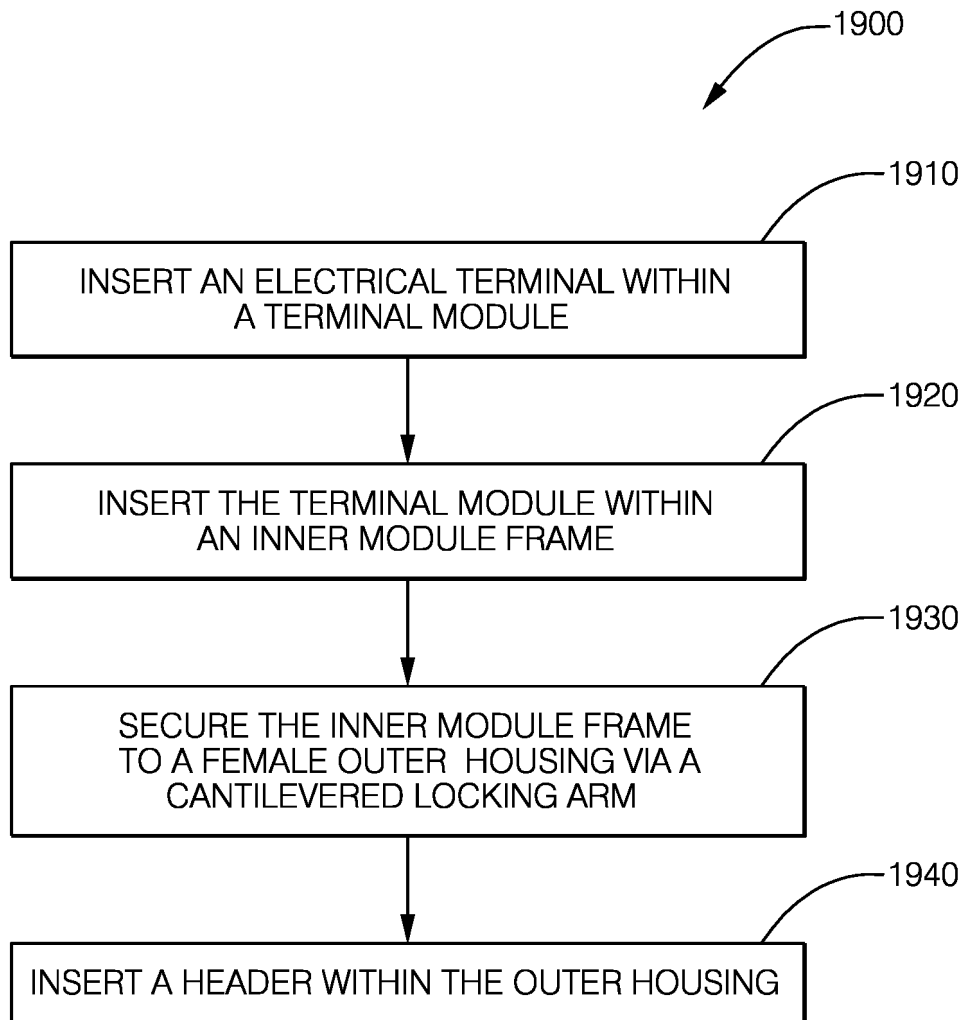 1900
1910
INSERT AN ELECTRICAL TERMINAL WITHIN
A TERMINAL MODULE
1920
INSERT THE TERMINAL MODULE WITHIN
AN INNER MODULE FRAME
1930
SECURE THE INNER MODULE FRAME
TO A FEMALE OUTER HOUSING VIA A
CANTILEVERED LOCKING ARM
1940
INSERT A HEADER WITHIN THE OUTER HOUSING